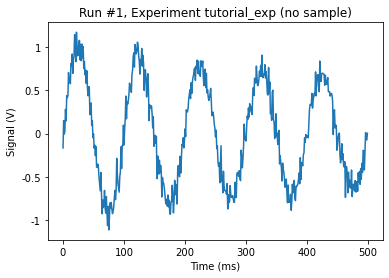 Run #1, Experiment tutorial_exp (no sample)
1
0.5
0
-0.5
-1
Signal (V)
0 100 200 300 400 500
Time (ms)